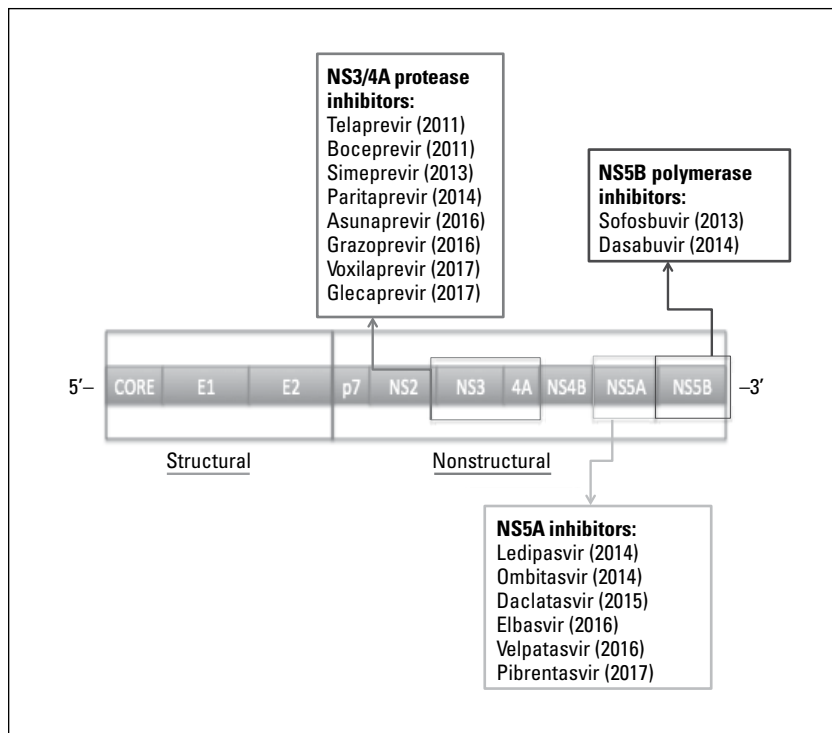 NS3/4A protease
inhibitors:
Telaprevir (2011)
Boceprevir (2011)
Simeprevir (2013)
Paritaprevir (2014)
Asunaprevir (2016)
Grazoprevir (2016)
Voxilaprevir (2017)
Glecaprevir (2017)
NS5B polymerase
inhibitors:
Sofosbuvir (2013)
Dasabuvir (2014)
5′– CORE E1 E2 p7 NS2 NS3 4A NS4B NS5A NS5B –3′
Structural Nonstructural
NS5A inhibitors:
Ledipasvir (2014)
Ombitasvir (2014)
Daclatasvir (2015)
Elbasvir (2016)
Velpatasvir (2016)
Pibrentasvir (2017)